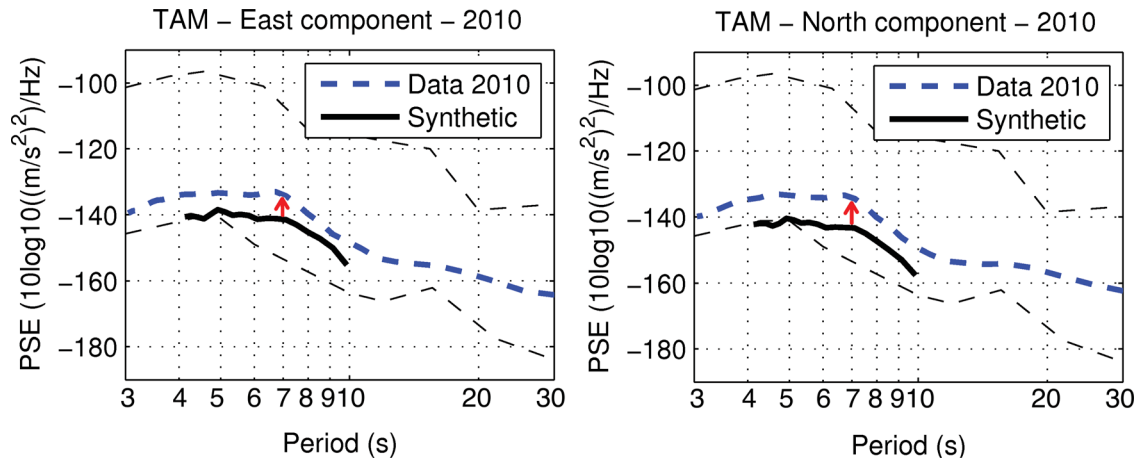 TAM – East component – 2010
PSE (10log10((m/s²)²)/Hz)
−100
−120
−140
−160
−180
Data 2010
Synthetic
3 4 5 6 7 8 9 10 20 30
Period (s)
TAM – North component – 2010
PSE (10log10((m/s²)²)/Hz)
−100
−120
−140
−160
−180
Data 2010
Synthetic
3 4 5 6 7 8 9 10 20 30
Period (s)